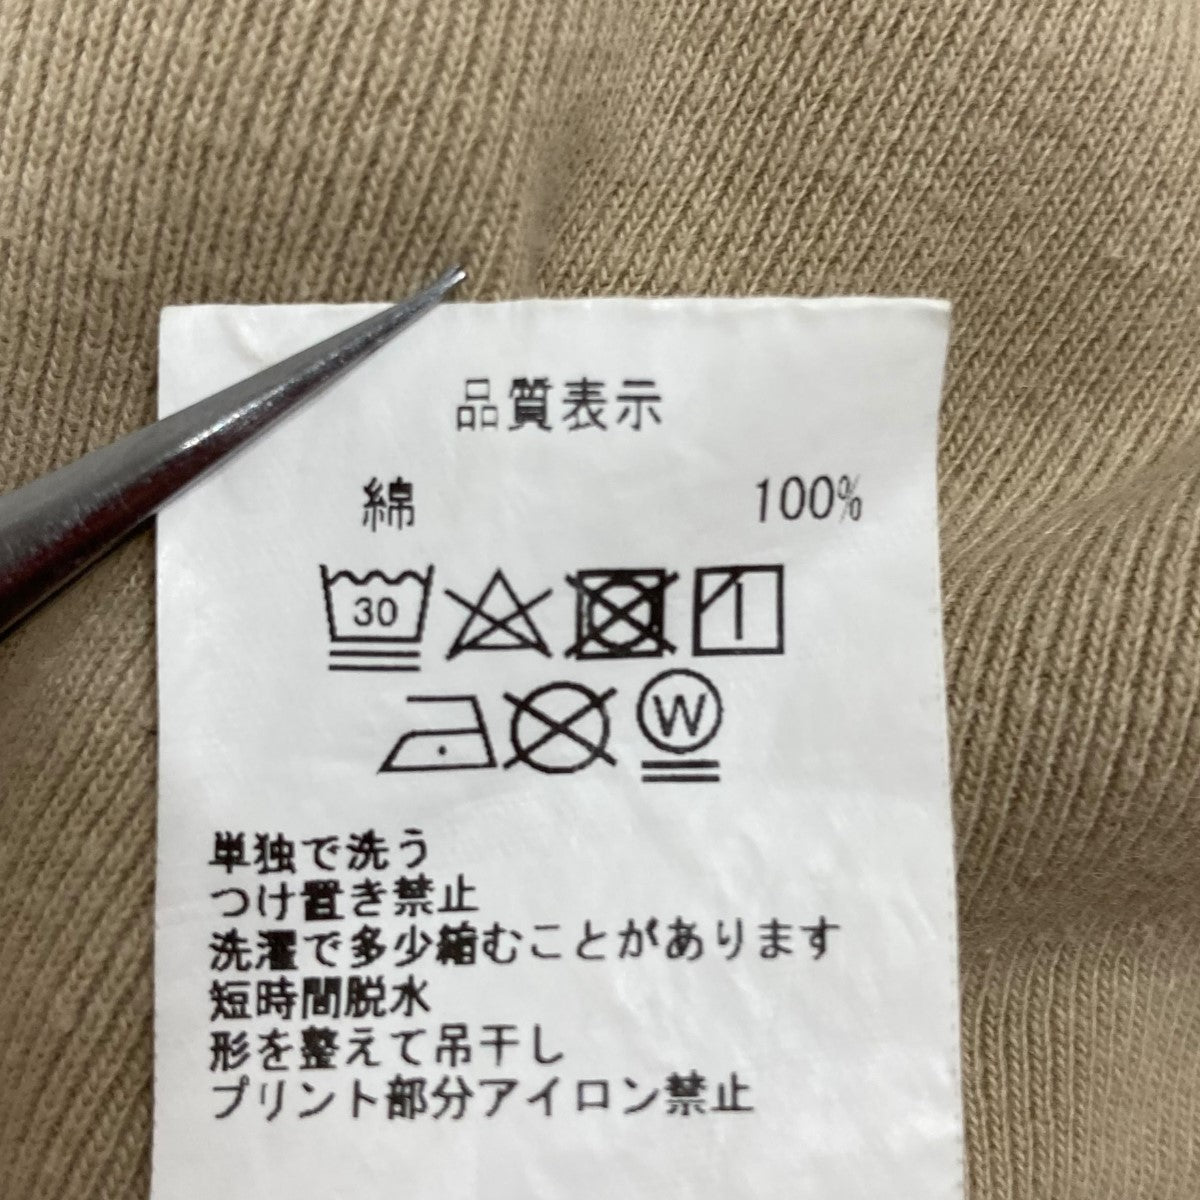 品質表示
綿 100%
30
W
単独で洗う
つけ置き禁止
洗濯で多少縮むことがあります
短時間脱水
形を整えて吊干し
プリント部分アイロン禁止